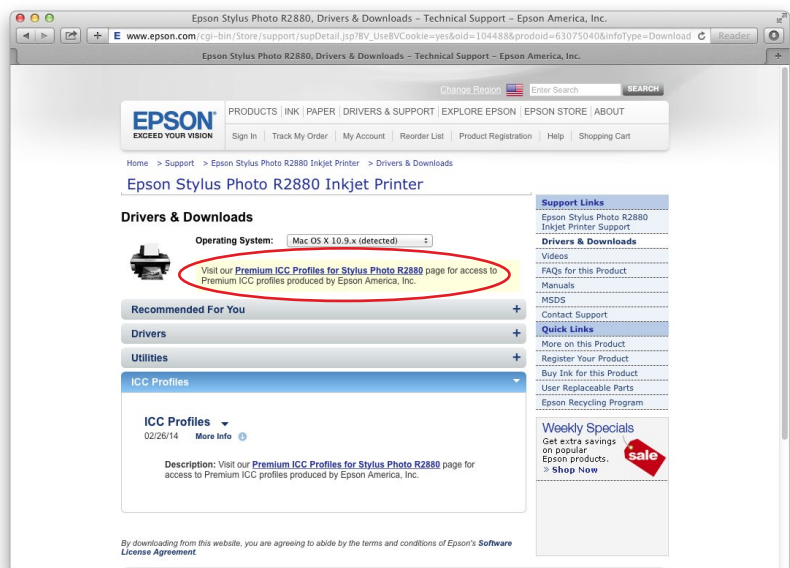 Epson Stylus Photo R2880, Drivers & Downloads – Technical Support – Epson America, Inc.
E www.epson.com/cgi-bin/Store/support/supDetail.jsp?BV_UseBVCookie=yes&oid=104488&prodoid=63075040&infoType=Download Reader
Epson Stylus Photo R2880, Drivers & Downloads – Technical Support – Epson America, Inc.
Change Region Enter Search SEARCH
EPSON®
EXCEED YOUR VISION
PRODUCTS | INK | PAPER | DRIVERS & SUPPORT | EXPLORE EPSON | EPSON STORE | ABOUT
Sign In | Track My Order | My Account | Reorder List | Product Registration | Help | Shopping Cart
Home > Support > Epson Stylus Photo R2880 Inkjet Printer > Drivers & Downloads
Epson Stylus Photo R2880 Inkjet Printer
Drivers & Downloads
Operating System: Mac OS X 10.9.x (detected)
Visit our Premium ICC Profiles for Stylus Photo R2880 page for access to
Premium ICC profiles produced by Epson America, Inc.
Recommended For You +
Drivers +
Utilities +
ICC Profiles
ICC Profiles
02/26/14 More Info
Description: Visit our Premium ICC Profiles for Stylus Photo R2880 page for
access to Premium ICC profiles produced by Epson America, Inc.
By downloading from this website, you are agreeing to abide by the terms and conditions of Epson's Software
License Agreement.
Support Links
Epson Stylus Photo R2880
Inkjet Printer Support
Drivers & Downloads
Videos
FAQs for this Product
Manuals
MSDS
Contact Support
Quick Links
More on this Product
Register Your Product
Buy Ink for this Product
User Replaceable Parts
Epson Recycling Program
Weekly Specials
Get extra savings
on popular
Epson products.
» Shop Now
sale